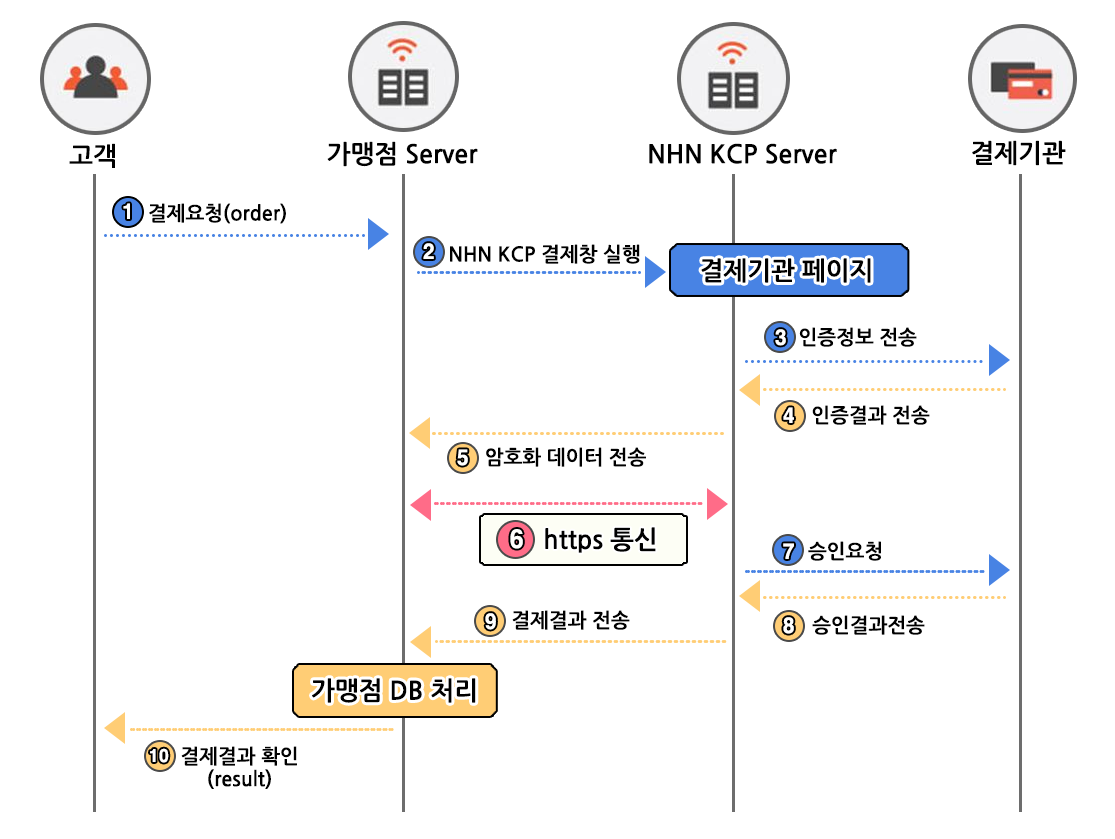 고객
가맹점 Server
NHN KCP Server
결제기관
1 결제요청(order)
2 NHN KCP 결제창 실행
결제기관 페이지
3 인증정보 전송
4 인증결과 전송
5 암호화 데이터 전송
6 https 통신
7 승인요청
8 승인결과전송
9 결제결과 전송
가맹점 DB 처리
10 결제결과 확인
(result)